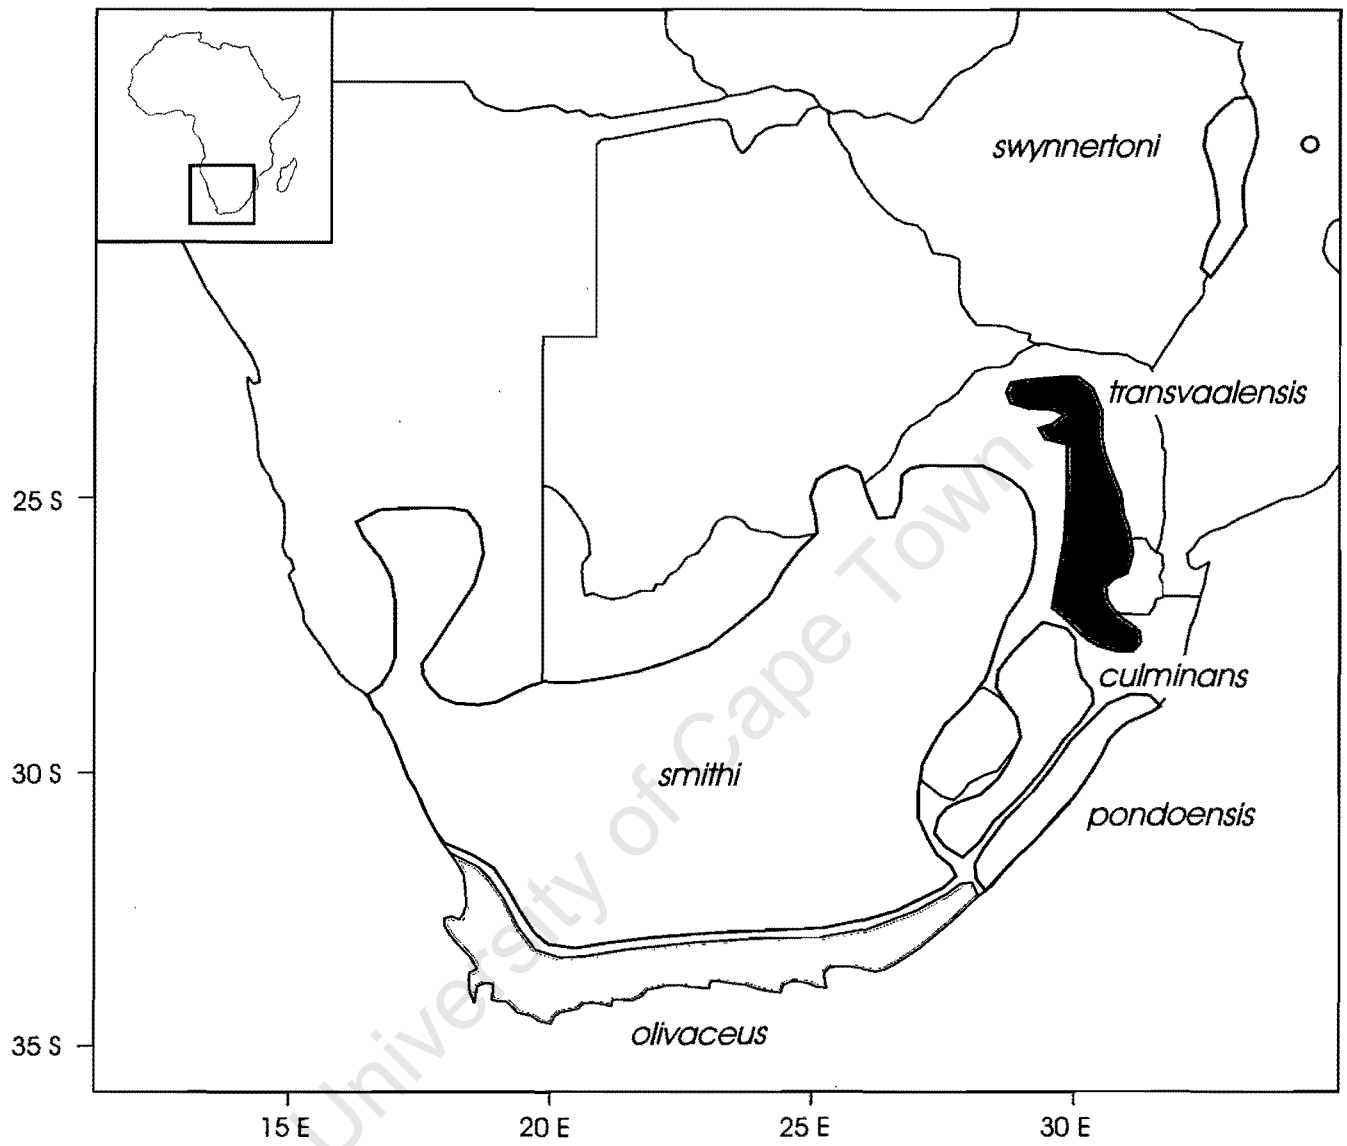 swynnertoni
transvaalensis
25 S
culminans
30 S
smithi
pondoensis
olivaceus
35 S
15 E
20 E
25 E
30 E
University of Cape Town